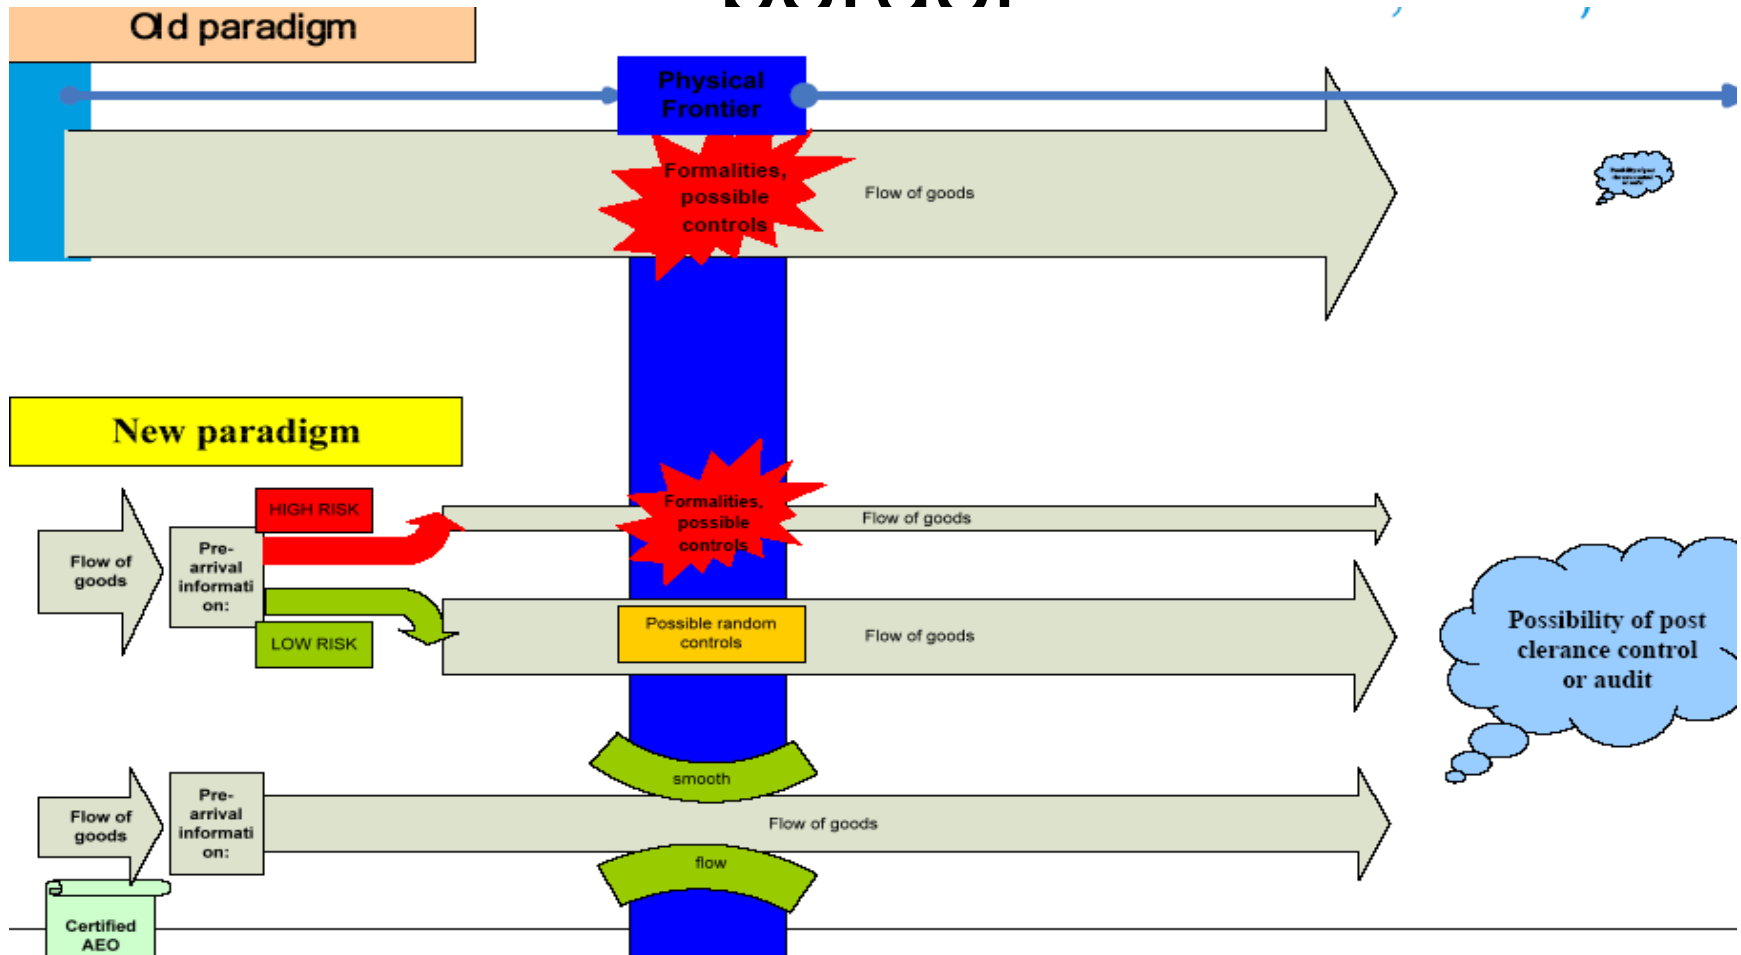 border
Old paradigm
Physical
Frontier
Formalities,
possible
controls
Flow of goods
New paradigm
HIGH RISK
Flow of
goods
Pre-
arrival
informati
on:
LOW RISK
Formalities,
possible
controls
Flow of goods
Possible random
controls
Flow of goods
Possibility of post
clerance control
or audit
smooth
Flow of
goods
Pre-
arrival
informati
on:
Flow of goods
flow
Certified
AEO